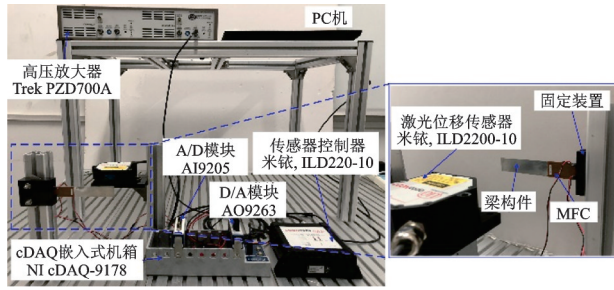 PC机
高压放大器
Trek PZD700A
A/D模块
AI9205
D/A模块
AO9263
传感器控制器
米铱, ILD220-10
cDAQ嵌入式机箱
NI cDAQ-9178
固定装置
激光位移传感器
米铱, ILD2200-10
梁构件
MFC